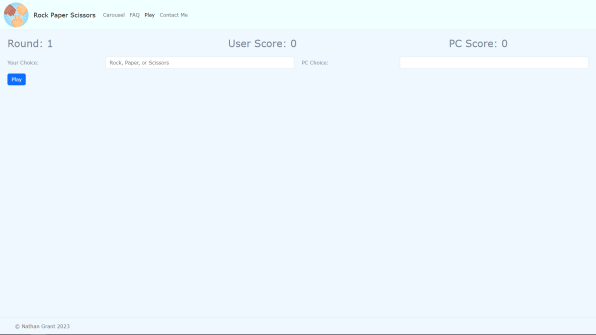 Rock Paper Scissors Carousel FAQ Play Contact Me
Round: 1 User Score: 0 PC Score: 0
Your Choice: Rock, Paper, or Scissors PC Choice:
Play
© Nathan Grant 2023